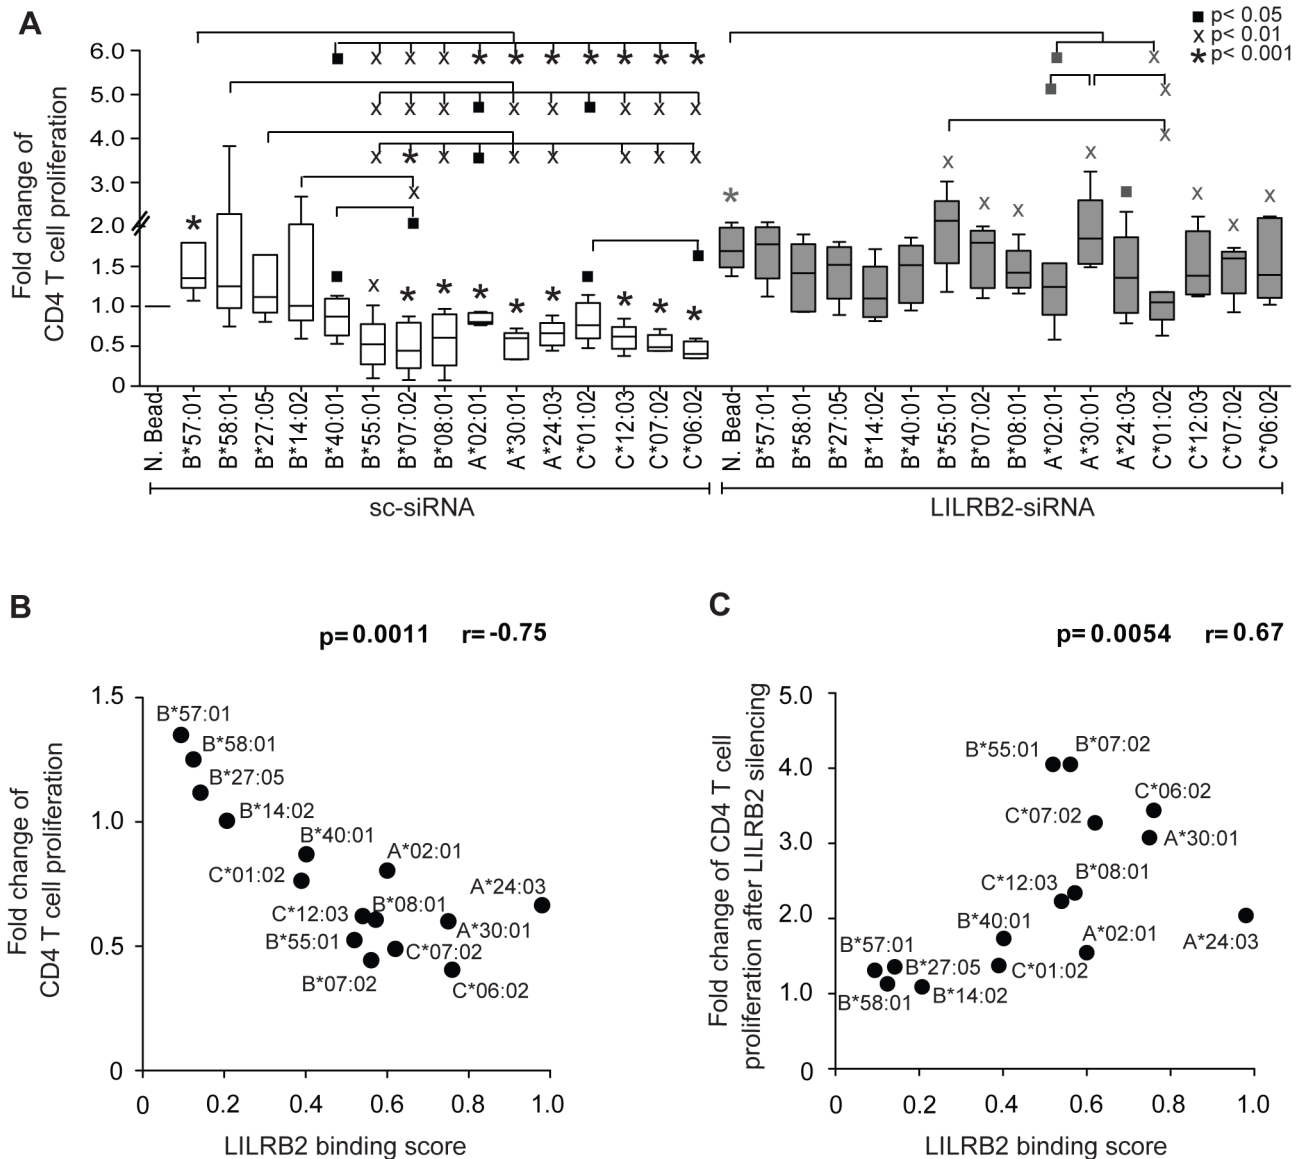 A
■ p< 0.05
x p< 0.01
* p< 0.001
Fold change of
CD4 T cell proliferation
6.0
5.0
4.0
3.0
2.0
1.5
1.0
0.5
0
■ x x x * * * * * * *
x x x ■ x x ■ x x x
x * x ■ x x x x x
x
■
■
■
* ■ x * * * * * * ■ * * *
■ x
■ x
x
* x x x x ■ x x x
N. Bead
B*57:01
B*58:01
B*27:05
B*14:02
B*40:01
B*55:01
B*07:02
B*08:01
A*02:01
A*30:01
A*24:03
C*01:02
C*12:03
C*07:02
C*06:02
N. Bead
B*57:01
B*58:01
B*27:05
B*14:02
B*40:01
B*55:01
B*07:02
B*08:01
A*02:01
A*30:01
A*24:03
C*01:02
C*12:03
C*07:02
C*06:02
sc-siRNA
LILRB2-siRNA
B
p= 0.0011 r= -0.75
Fold change of
CD4 T cell proliferation
1.5
1.0
0.5
0
B*57:01
B*58:01
B*27:05
B*14:02
B*40:01
C*01:02
A*02:01
A*24:03
C*12:03
B*08:01
A*30:01
B*55:01
C*07:02
B*07:02
C*06:02
0 0.2 0.4 0.6 0.8 1.0
LILRB2 binding score
C
p= 0.0054 r= 0.67
Fold change of CD4 T cell
proliferation after LILRB2 silencing
5.0
4.0
3.0
2.0
1.0
0
B*55:01
B*07:02
C*06:02
C*07:02
A*30:01
B*08:01
C*12:03
B*40:01
A*02:01
A*24:03
B*57:01
B*27:05
C*01:02
B*58:01
B*14:02
0 0.2 0.4 0.6 0.8 1.0
LILRB2 binding score